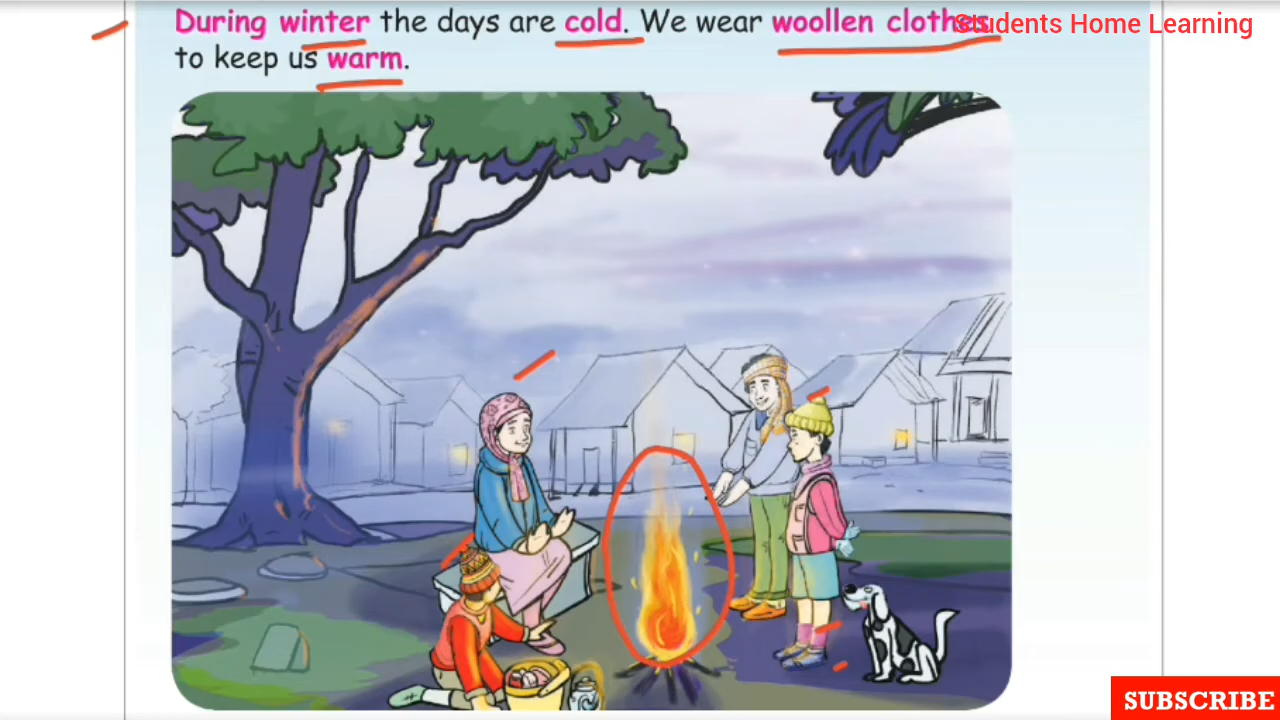 During winter the days are cold. We wear woollen clothes
Students Home Learning
to keep us warm.
SUBSCRIBE